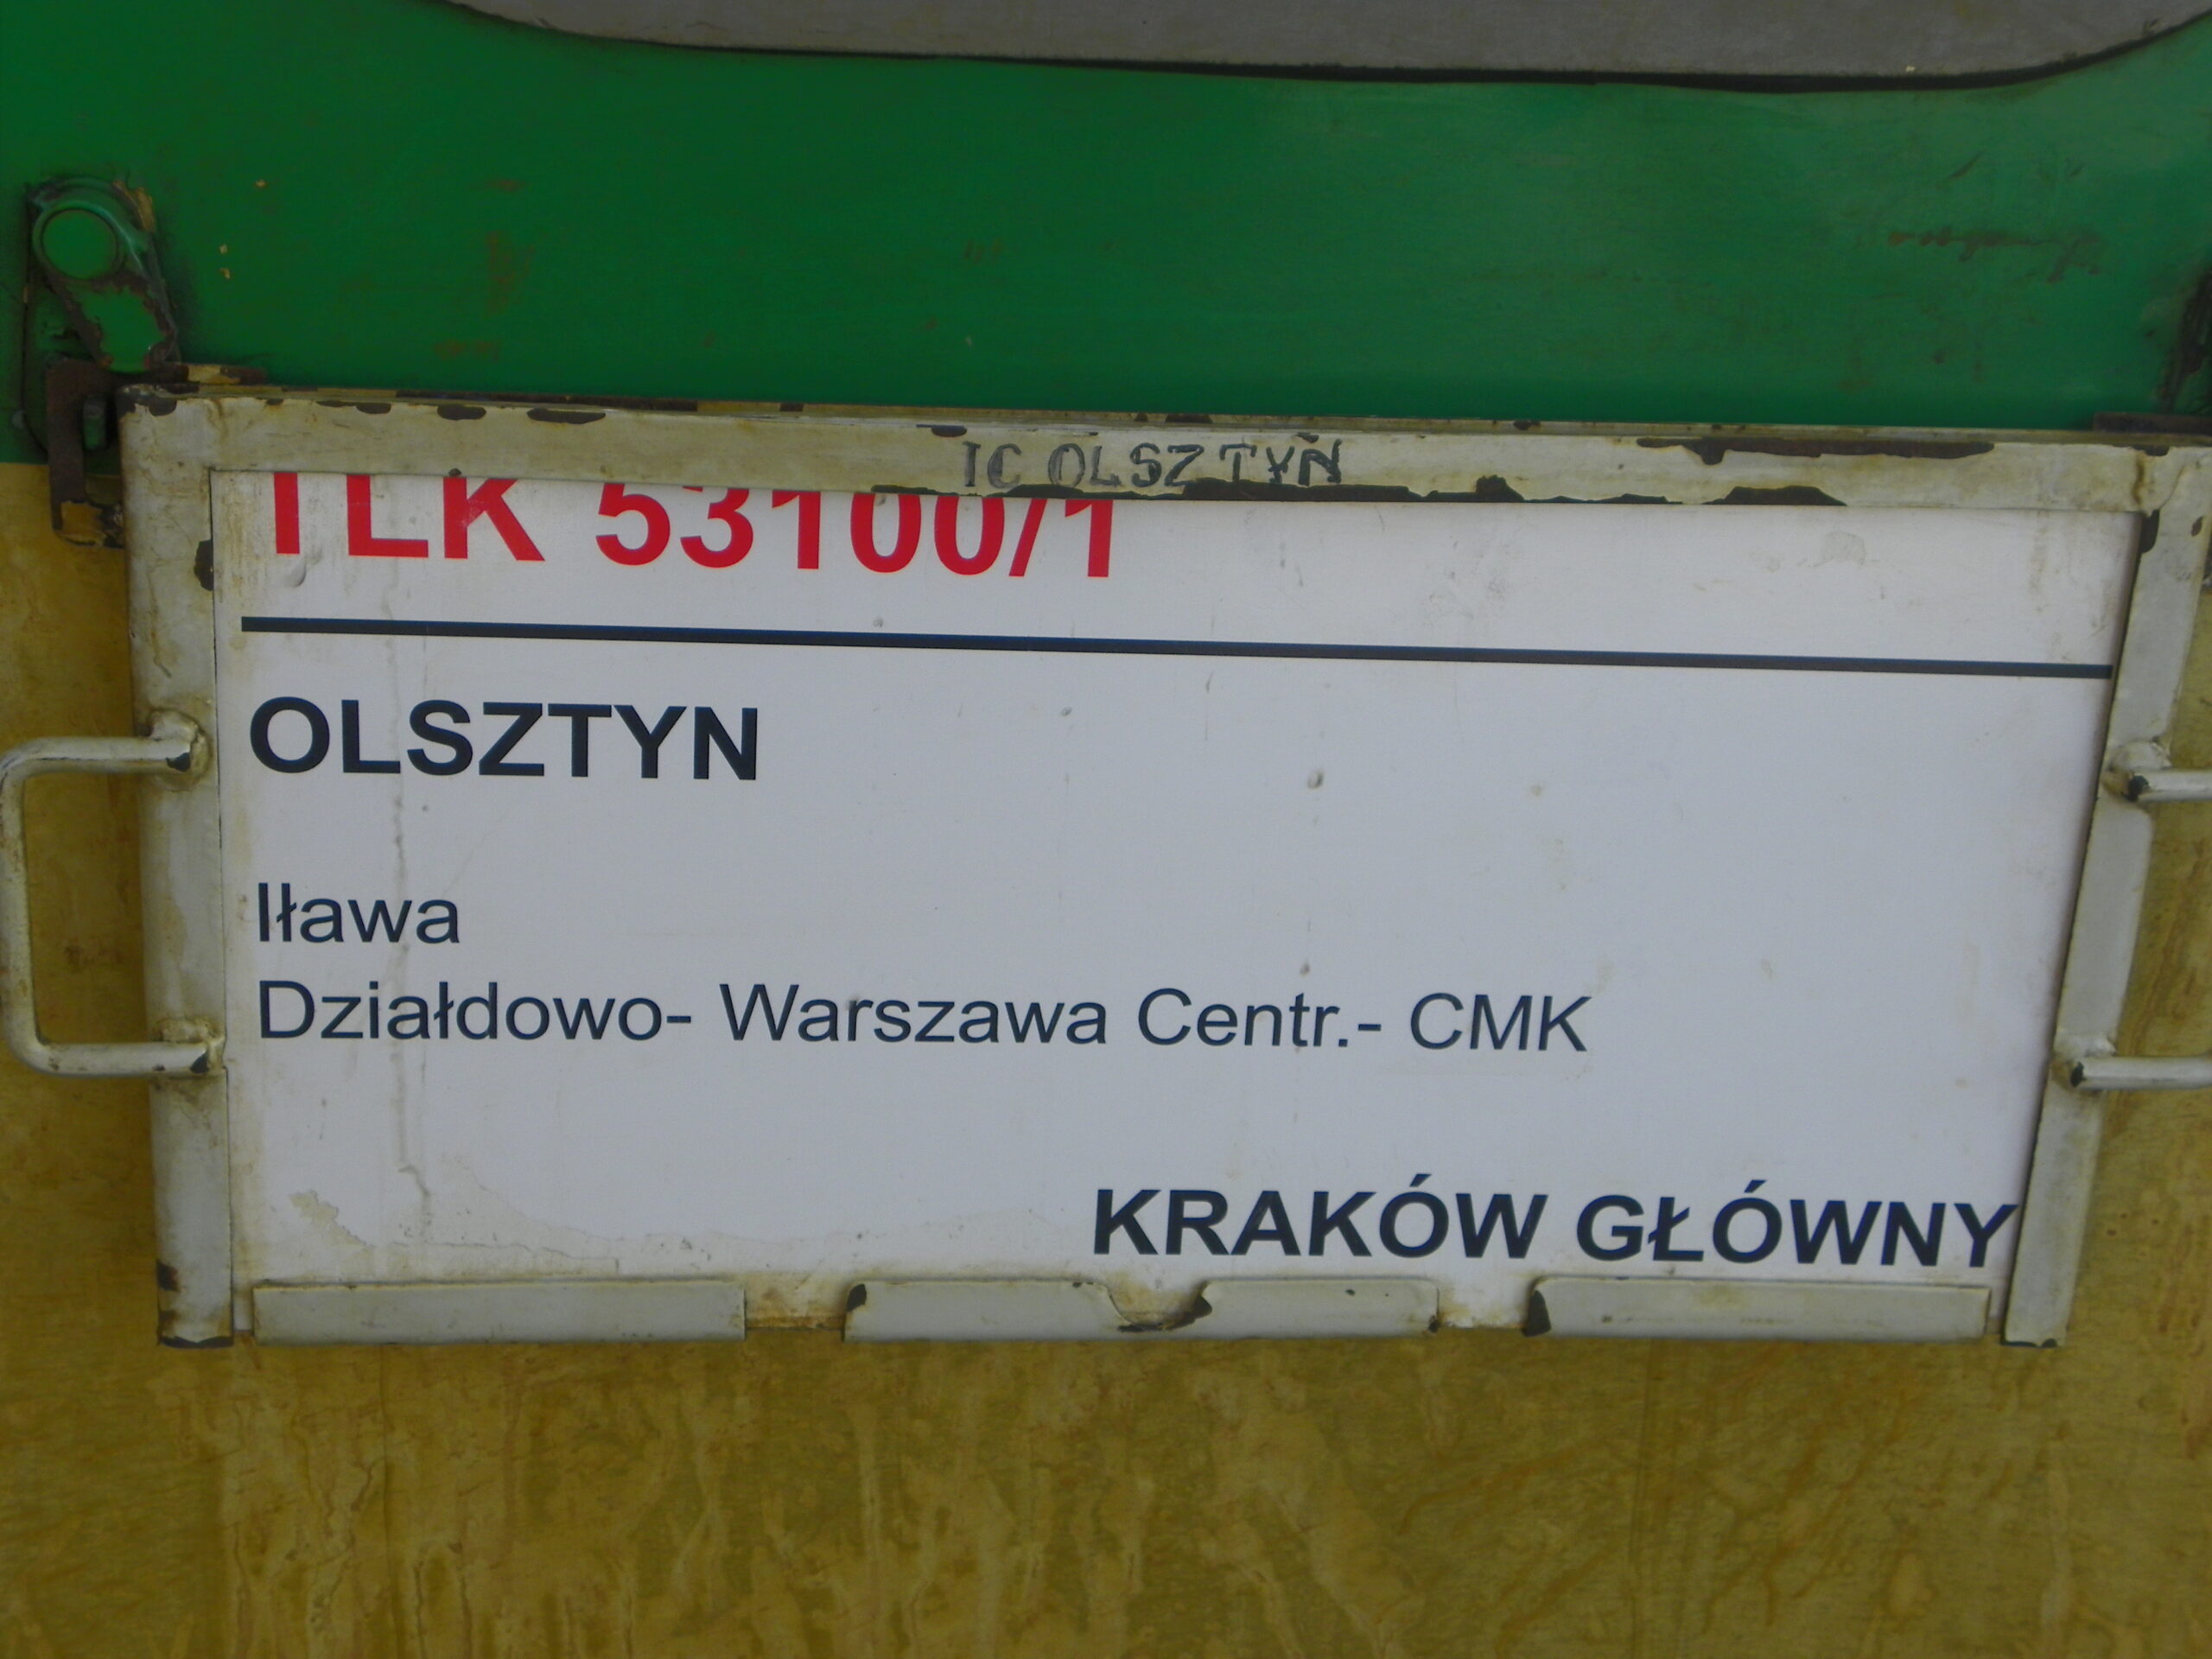 IC OLSZTYN
TLK 53100/1
OLSZTYN
Iława
Działdowo- Warszawa Centr.- CMK
KRAKÓW GŁÓWNY